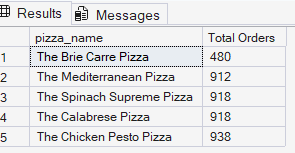 Results Messages
pizza_name Total Orders
1 The Brie Carre Pizza 480
2 The Mediterranean Pizza 912
3 The Spinach Supreme Pizza 918
4 The Calabrese Pizza 918
5 The Chicken Pesto Pizza 938